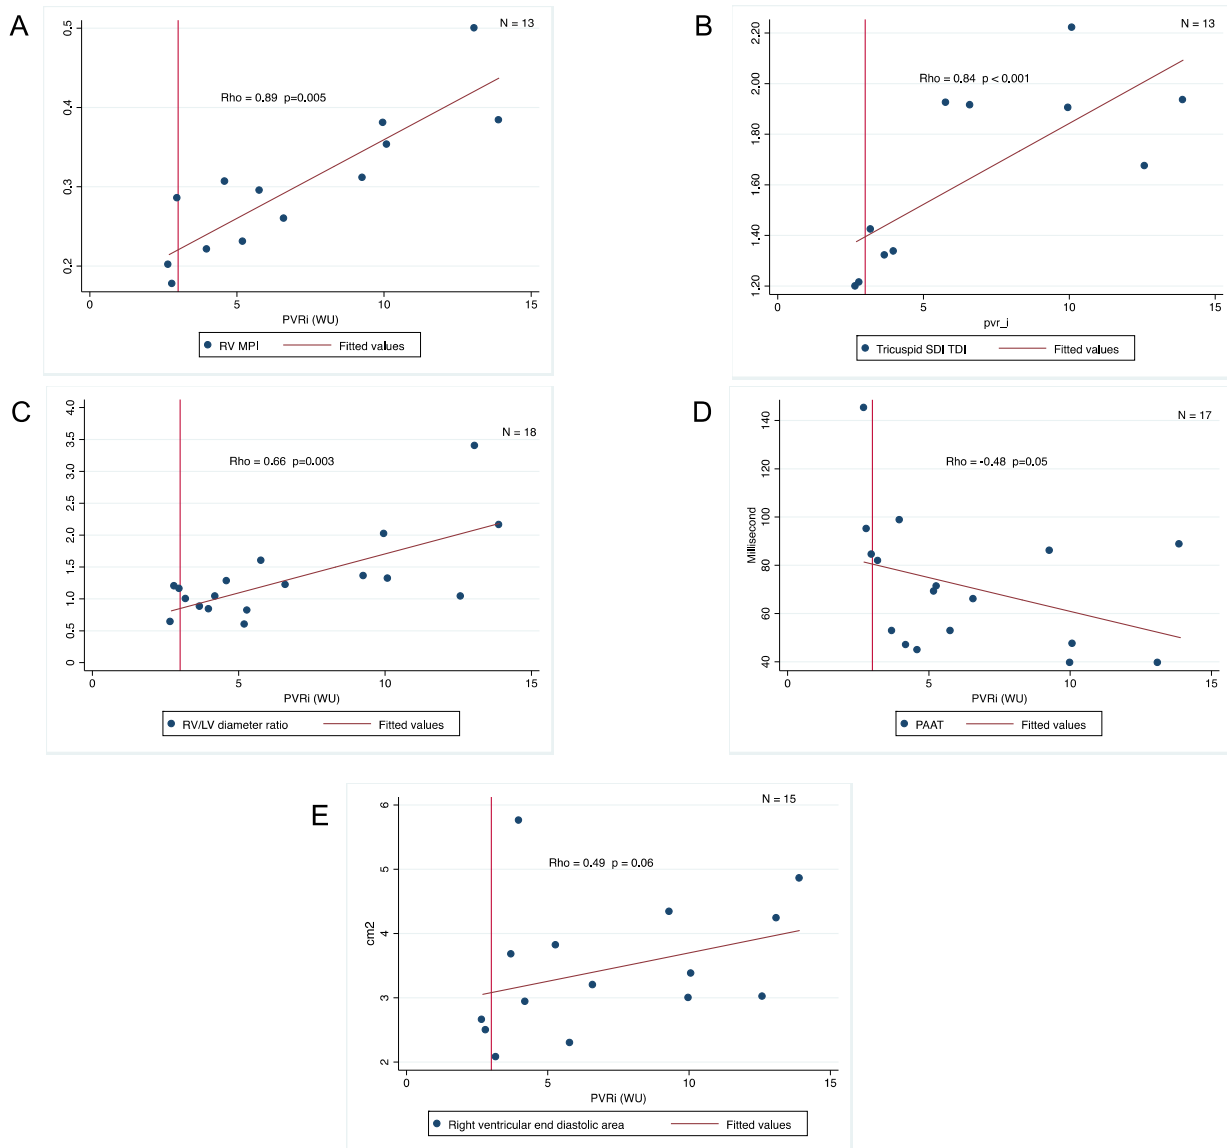 A
N = 13
Rho = 0.89 p=0.005
0.5
0.4
0.3
0.2
0 5 10 15
PVRi (WU)
RV MPI Fitted values
B
N = 13
Rho = 0.84 p < 0.001
2.20
2.00
1.80
1.60
1.40
1.20
0 5 10 15
pvr_i
Tricuspid SDI TDI Fitted values
C
N = 18
Rho = 0.66 p=0.003
4.0
3.5
3.0
2.5
2.0
1.5
1.0
0.5
0
0 5 10 15
PVRi (WU)
RV/LV diameter ratio Fitted values
D
N = 17
Rho = -0.48 p=0.05
Millisecond
140
120
100
80
60
40
0 5 10 15
PVRi (WU)
PAAT Fitted values
E
N = 15
Rho = 0.49 p = 0.06
cm2
6
5
4
3
2
0 5 10 15
PVRi (WU)
Right ventricular end diastolic area Fitted values